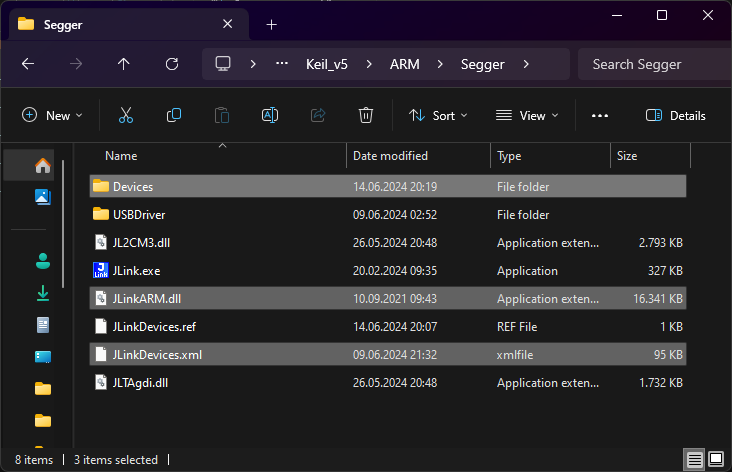 Segger
Keil_v5 ARM Segger Search Segger
New Sort View Details
Name Date modified Type Size
Devices 14.06.2024 20:19 File folder
USBDriver 09.06.2024 02:52 File folder
JL2CM3.dll 26.05.2024 20:48 Application exten... 2.793 KB
JLink.exe 20.02.2024 09:35 Application 327 KB
JLinkARM.dll 10.09.2021 09:43 Application exten... 16.341 KB
JLinkDevices.ref 14.06.2024 20:07 REF File 1 KB
JLinkDevices.xml 09.06.2024 21:32 xmlfile 95 KB
JLTAgdi.dll 26.05.2024 20:48 Application exten... 1.732 KB
8 items 3 items selected